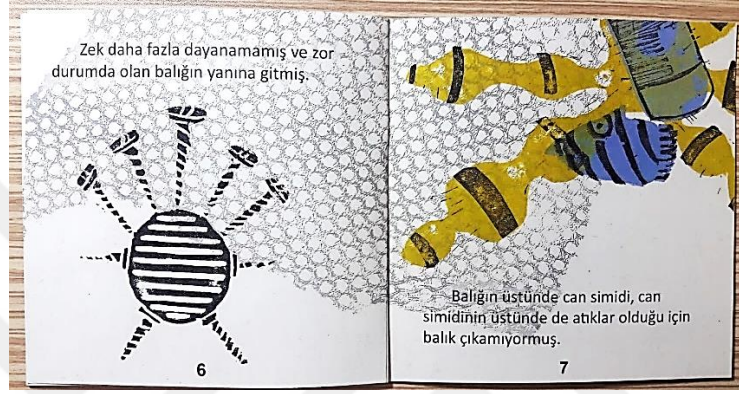 Zek daha fazla dayanamamış ve zor
durumda olan balığın yanına gitmiş.
6
Balığın üstünde can simidi, can
simidinin üstünde de atıklar olduğu için
balık çıkamıyormuş.
7